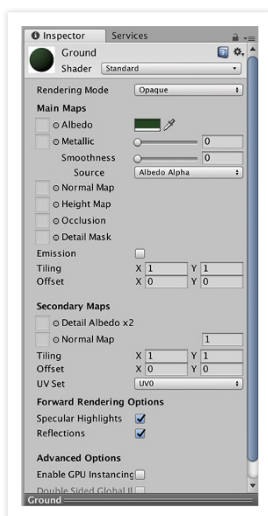 Inspector Services
Ground
Shader Standard
Rendering Mode Opaque
Main Maps
Albedo
Metallic 0
Smoothness 0
Source Albedo Alpha
Normal Map
Height Map
Occlusion
Detail Mask
Emission
Tiling X 1 Y 1
Offset X 0 Y 0
Secondary Maps
Detail Albedo x2
Normal Map 1
Tiling X 1 Y 1
Offset X 0 Y 0
UV Set UV0
Forward Rendering Options
Specular Highlights
Reflections
Advanced Options
Enable GPU Instancing
Double Sided Global Il
Ground